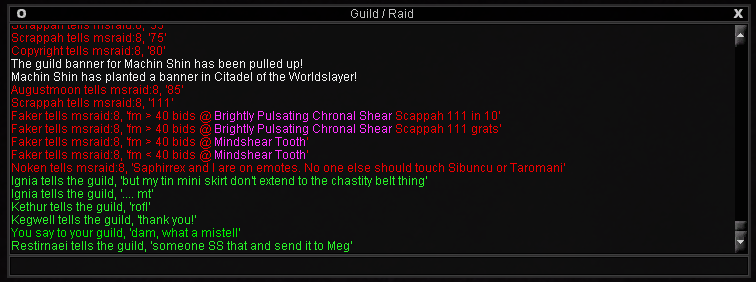 O Guild / Raid X
Scrappah tells msraid:8, '55'
Scrappah tells msraid:8, '75'
Copyright tells msraid:8, '80'
The guild banner for Machin Shin has been pulled up!
Machin Shin has planted a banner in Citadel of the Worldslayer!
Augustmoon tells msraid:8, '85'
Scrappah tells msraid:8, '111'
Faker tells msraid:8, 'fm > 40 bids @ Brightly Pulsating Chronal Shear Scappah 111 in 10'
Faker tells msraid:8, 'fm > 40 bids @ Brightly Pulsating Chronal Shear Scappah 111 grats'
Faker tells msraid:8, 'fm > 40 bids @ Mindshear Tooth'
Faker tells msraid:8, 'fm < 40 bids @ Mindshear Tooth'
Noken tells msraid:8, 'Saphirrex and I are on emotes. No one else should touch Sibuncu or Taromani'
Ignia tells the guild, 'but my tin mini skirt don't extend to the chastity belt thing'
Ignia tells the guild, '.... mt'
Kethur tells the guild, 'rofl'
Kegwell tells the guild, 'thank you!'
You say to your guild, 'dam, what a mistell'
Restirnaei tells the guild, 'someone SS that and send it to Meg'